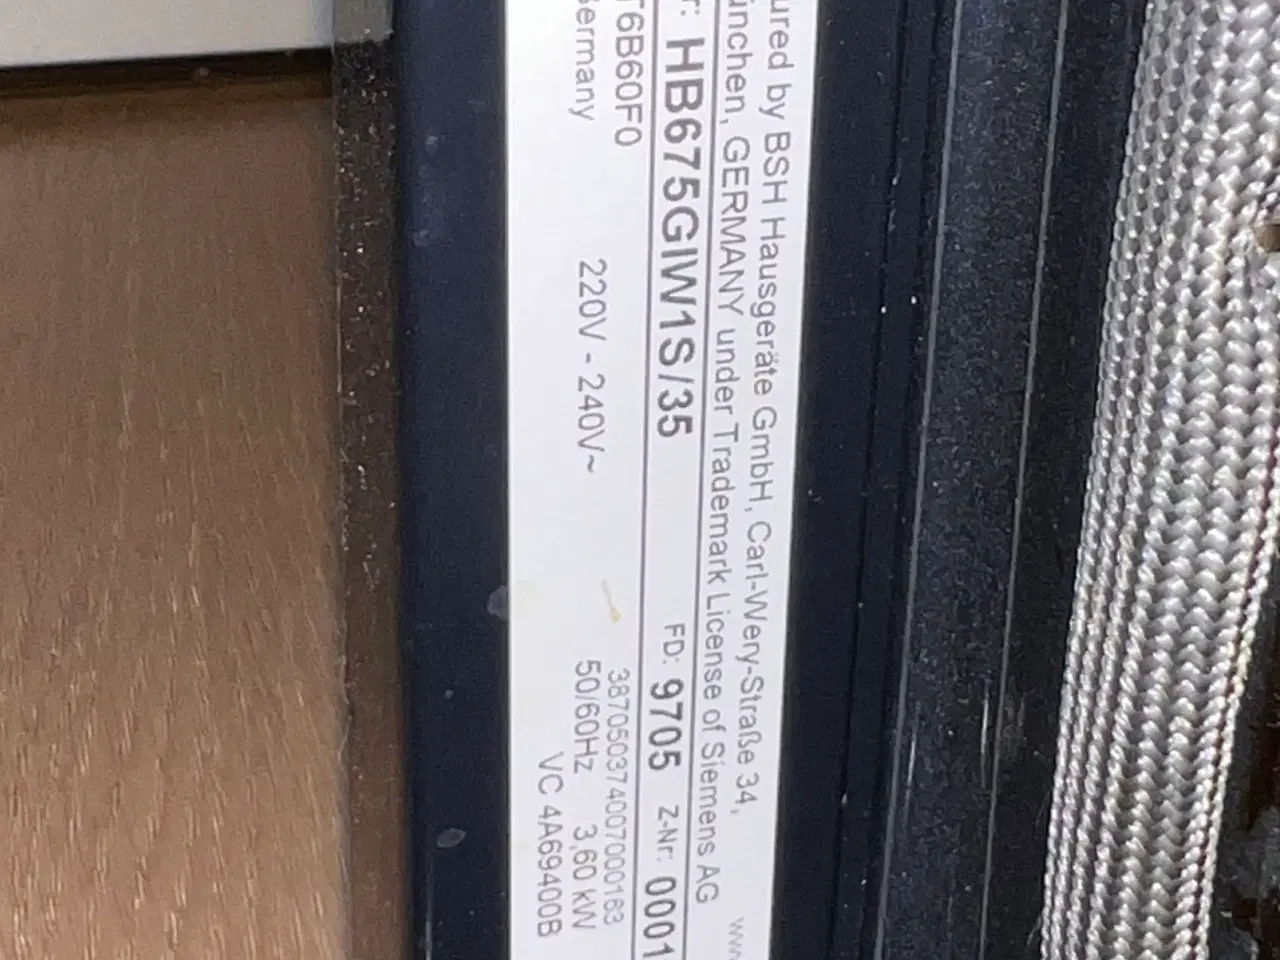 ured by BSH Hausgeräte GmbH, Carl-Wery-Straße 34,
ünchen, GERMANY under Trademark License of Siemens AG www
r: HB675GIW1S/35 FD: 9705 Z-Nr: 0001
T6B60F0 387050374007000163
Germany 220V - 240V~ 50/60Hz 3,60 kW
VC 4A69400B